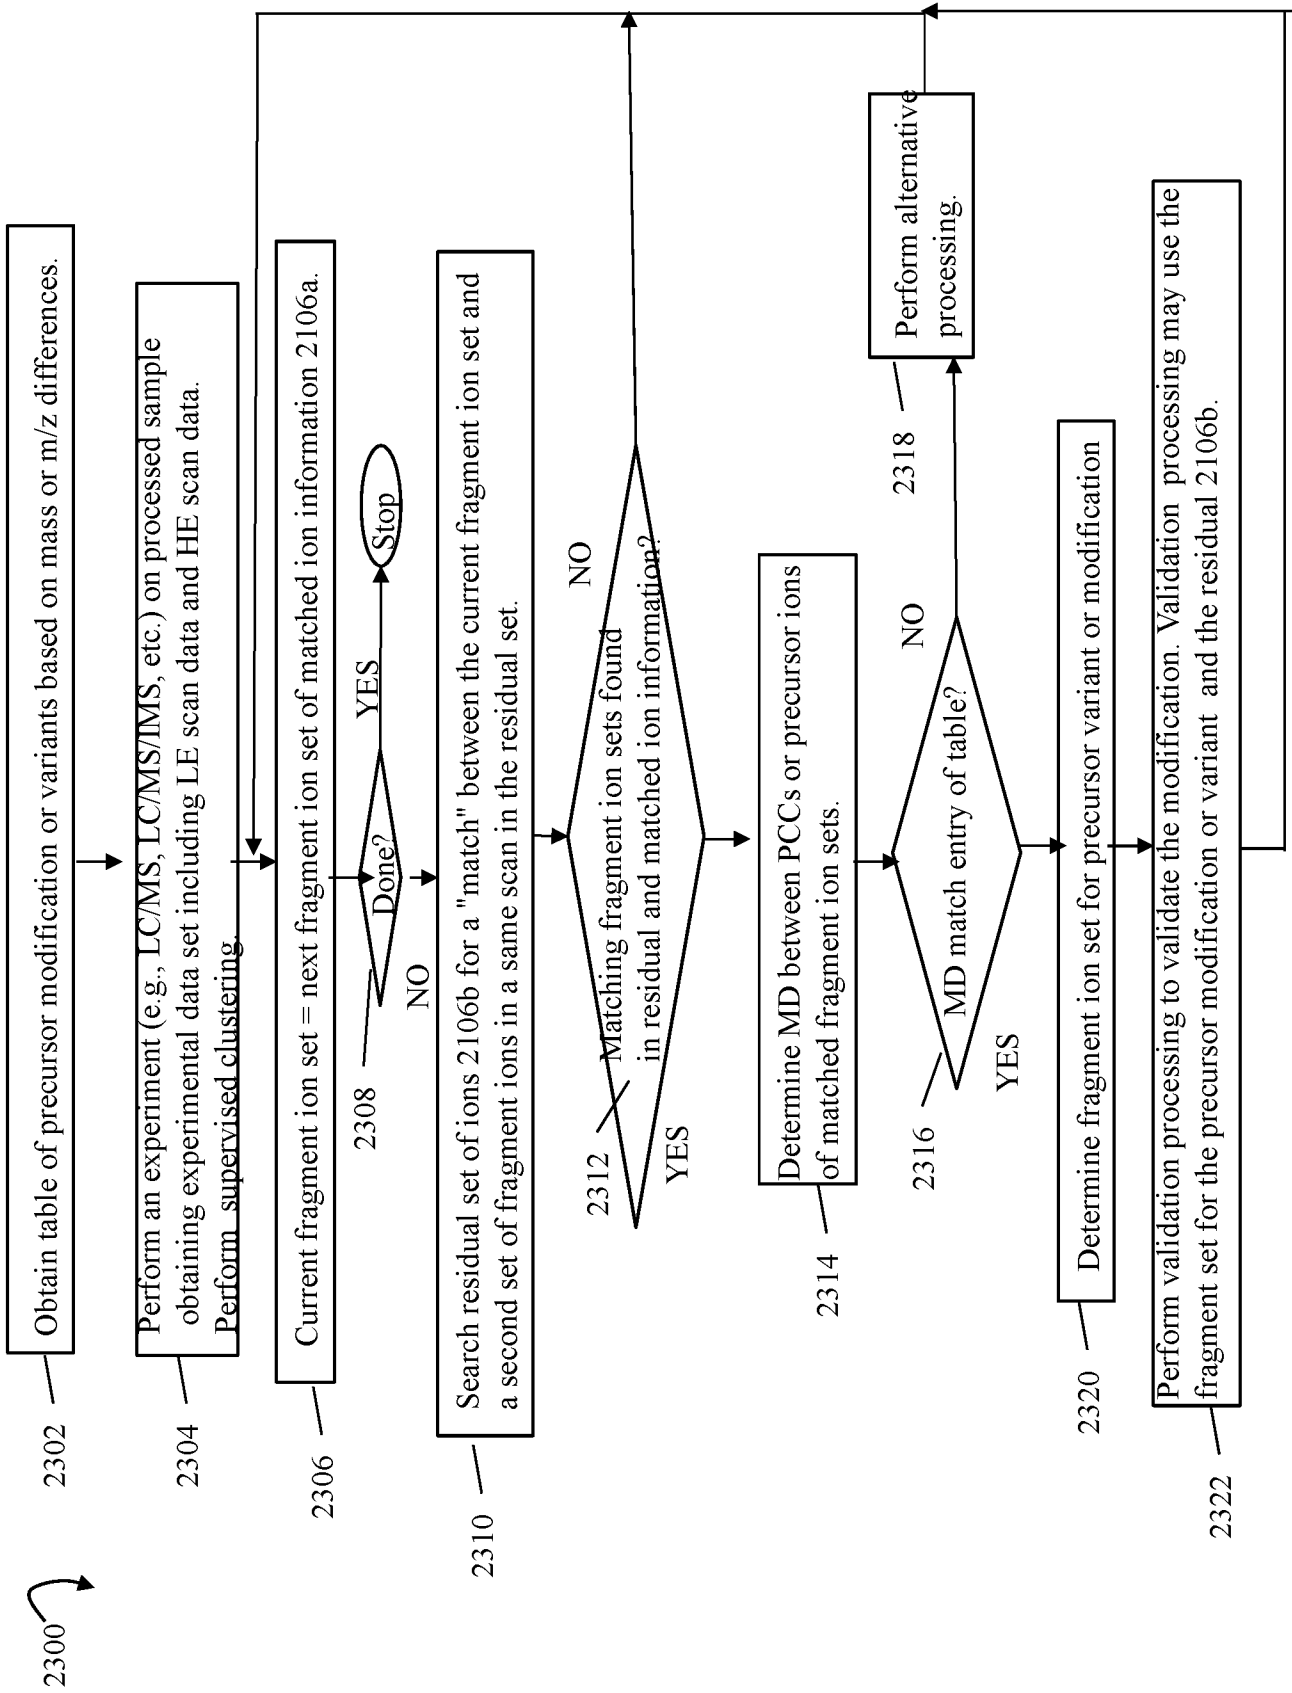 2300
2302
Obtain table of precursor modification or variants based on mass or m/z differences.
2304
Perform an experiment (e.g., LC/MS, LC/MS/IMS, etc.) on processed sample
obtaining experimental data set including LE scan data and HE scan data.
Perform supervised clustering.
2306
Current fragment ion set = next fragment ion set of matched ion information 2106a.
2308
Done?
YES
Stop
NO
2310
Search residual set of ions 2106b for a "match" between the current fragment ion set and
a second set of fragment ions in a same scan in the residual set.
2312
Matching fragment ion sets found
in residual and matched ion information?
NO
YES
2314
Determine MD between PCCs or precursor ions
of matched fragment ion sets.
2316
MD match entry of table?
NO
YES
2318
Perform alternative
processing.
2320
Determine fragment ion set for precursor variant or modification
2322
Perform validation processing to validate the modification. Validation processing may use the
fragment set for the precursor modification or variant and the residual 2106b.